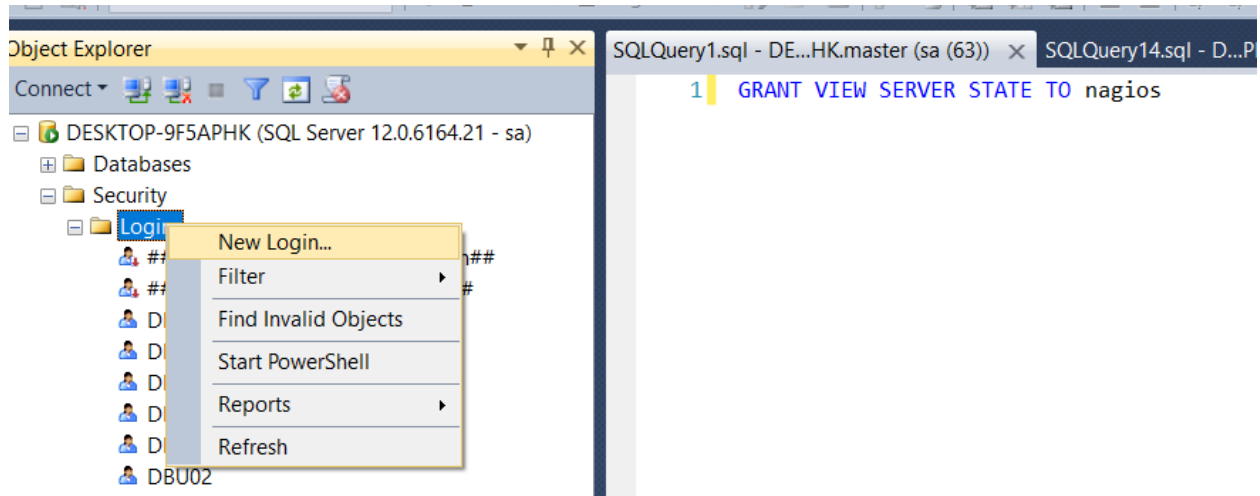 Object Explorer
Connect
DESKTOP-9F5APHK (SQL Server 12.0.6164.21 - sa)
Databases
Security
New Login...
Filter
Find Invalid Objects
Start PowerShell
Reports
Refresh
DBU02
SQLQuery1.sql - DE...HK.master (sa (63))
SQLQuery14.sql - D...
1 GRANT VIEW SERVER STATE TO nagios